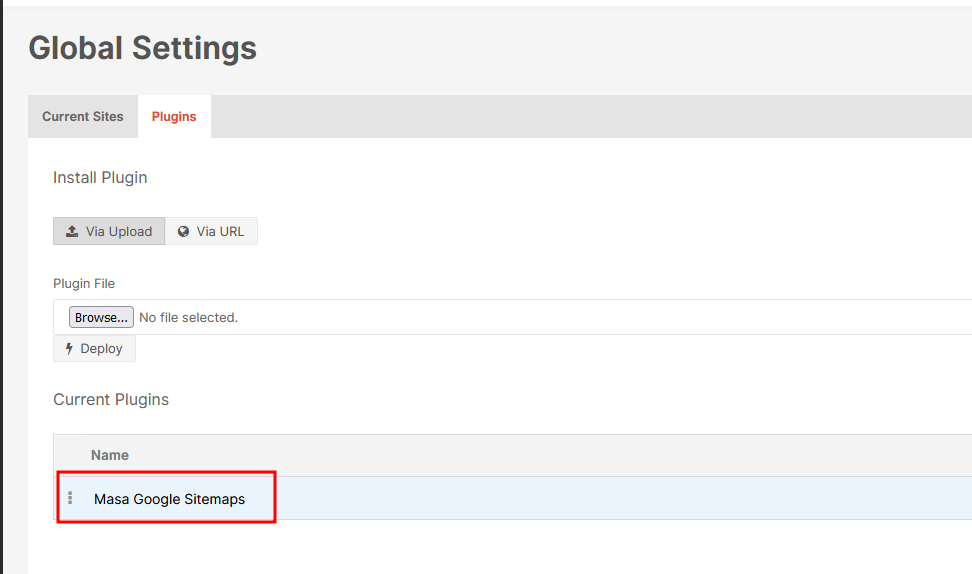 Global Settings
Current Sites Plugins
Install Plugin
Via Upload Via URL
Plugin File
Browse... No file selected.
Deploy
Current Plugins
Name
Masa Google Sitemaps